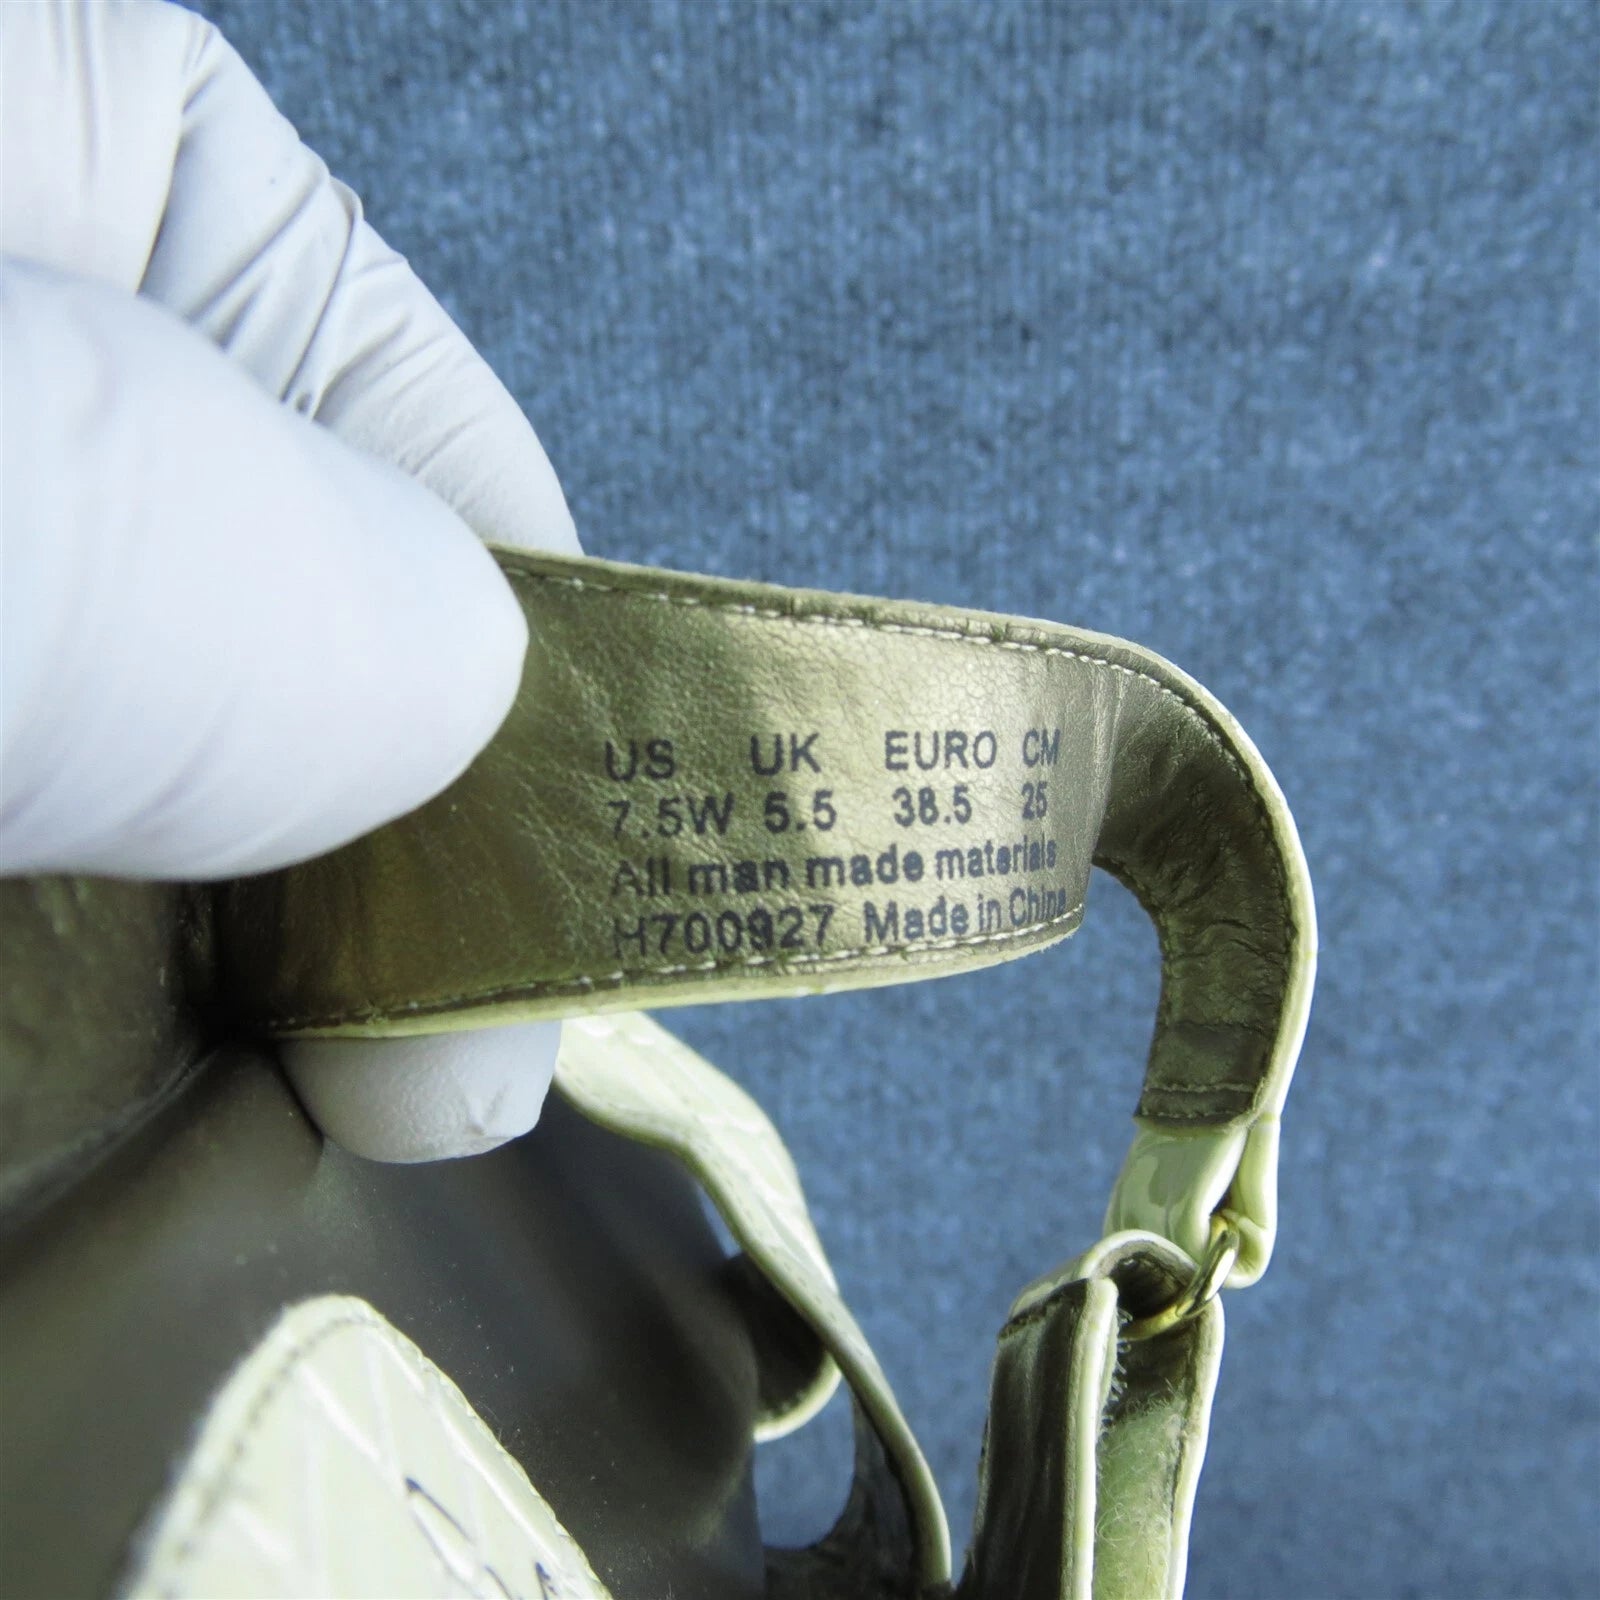 US UK EURO CM
7.5W 5.5 38.5 25
All man made materials
H700927 Made in China